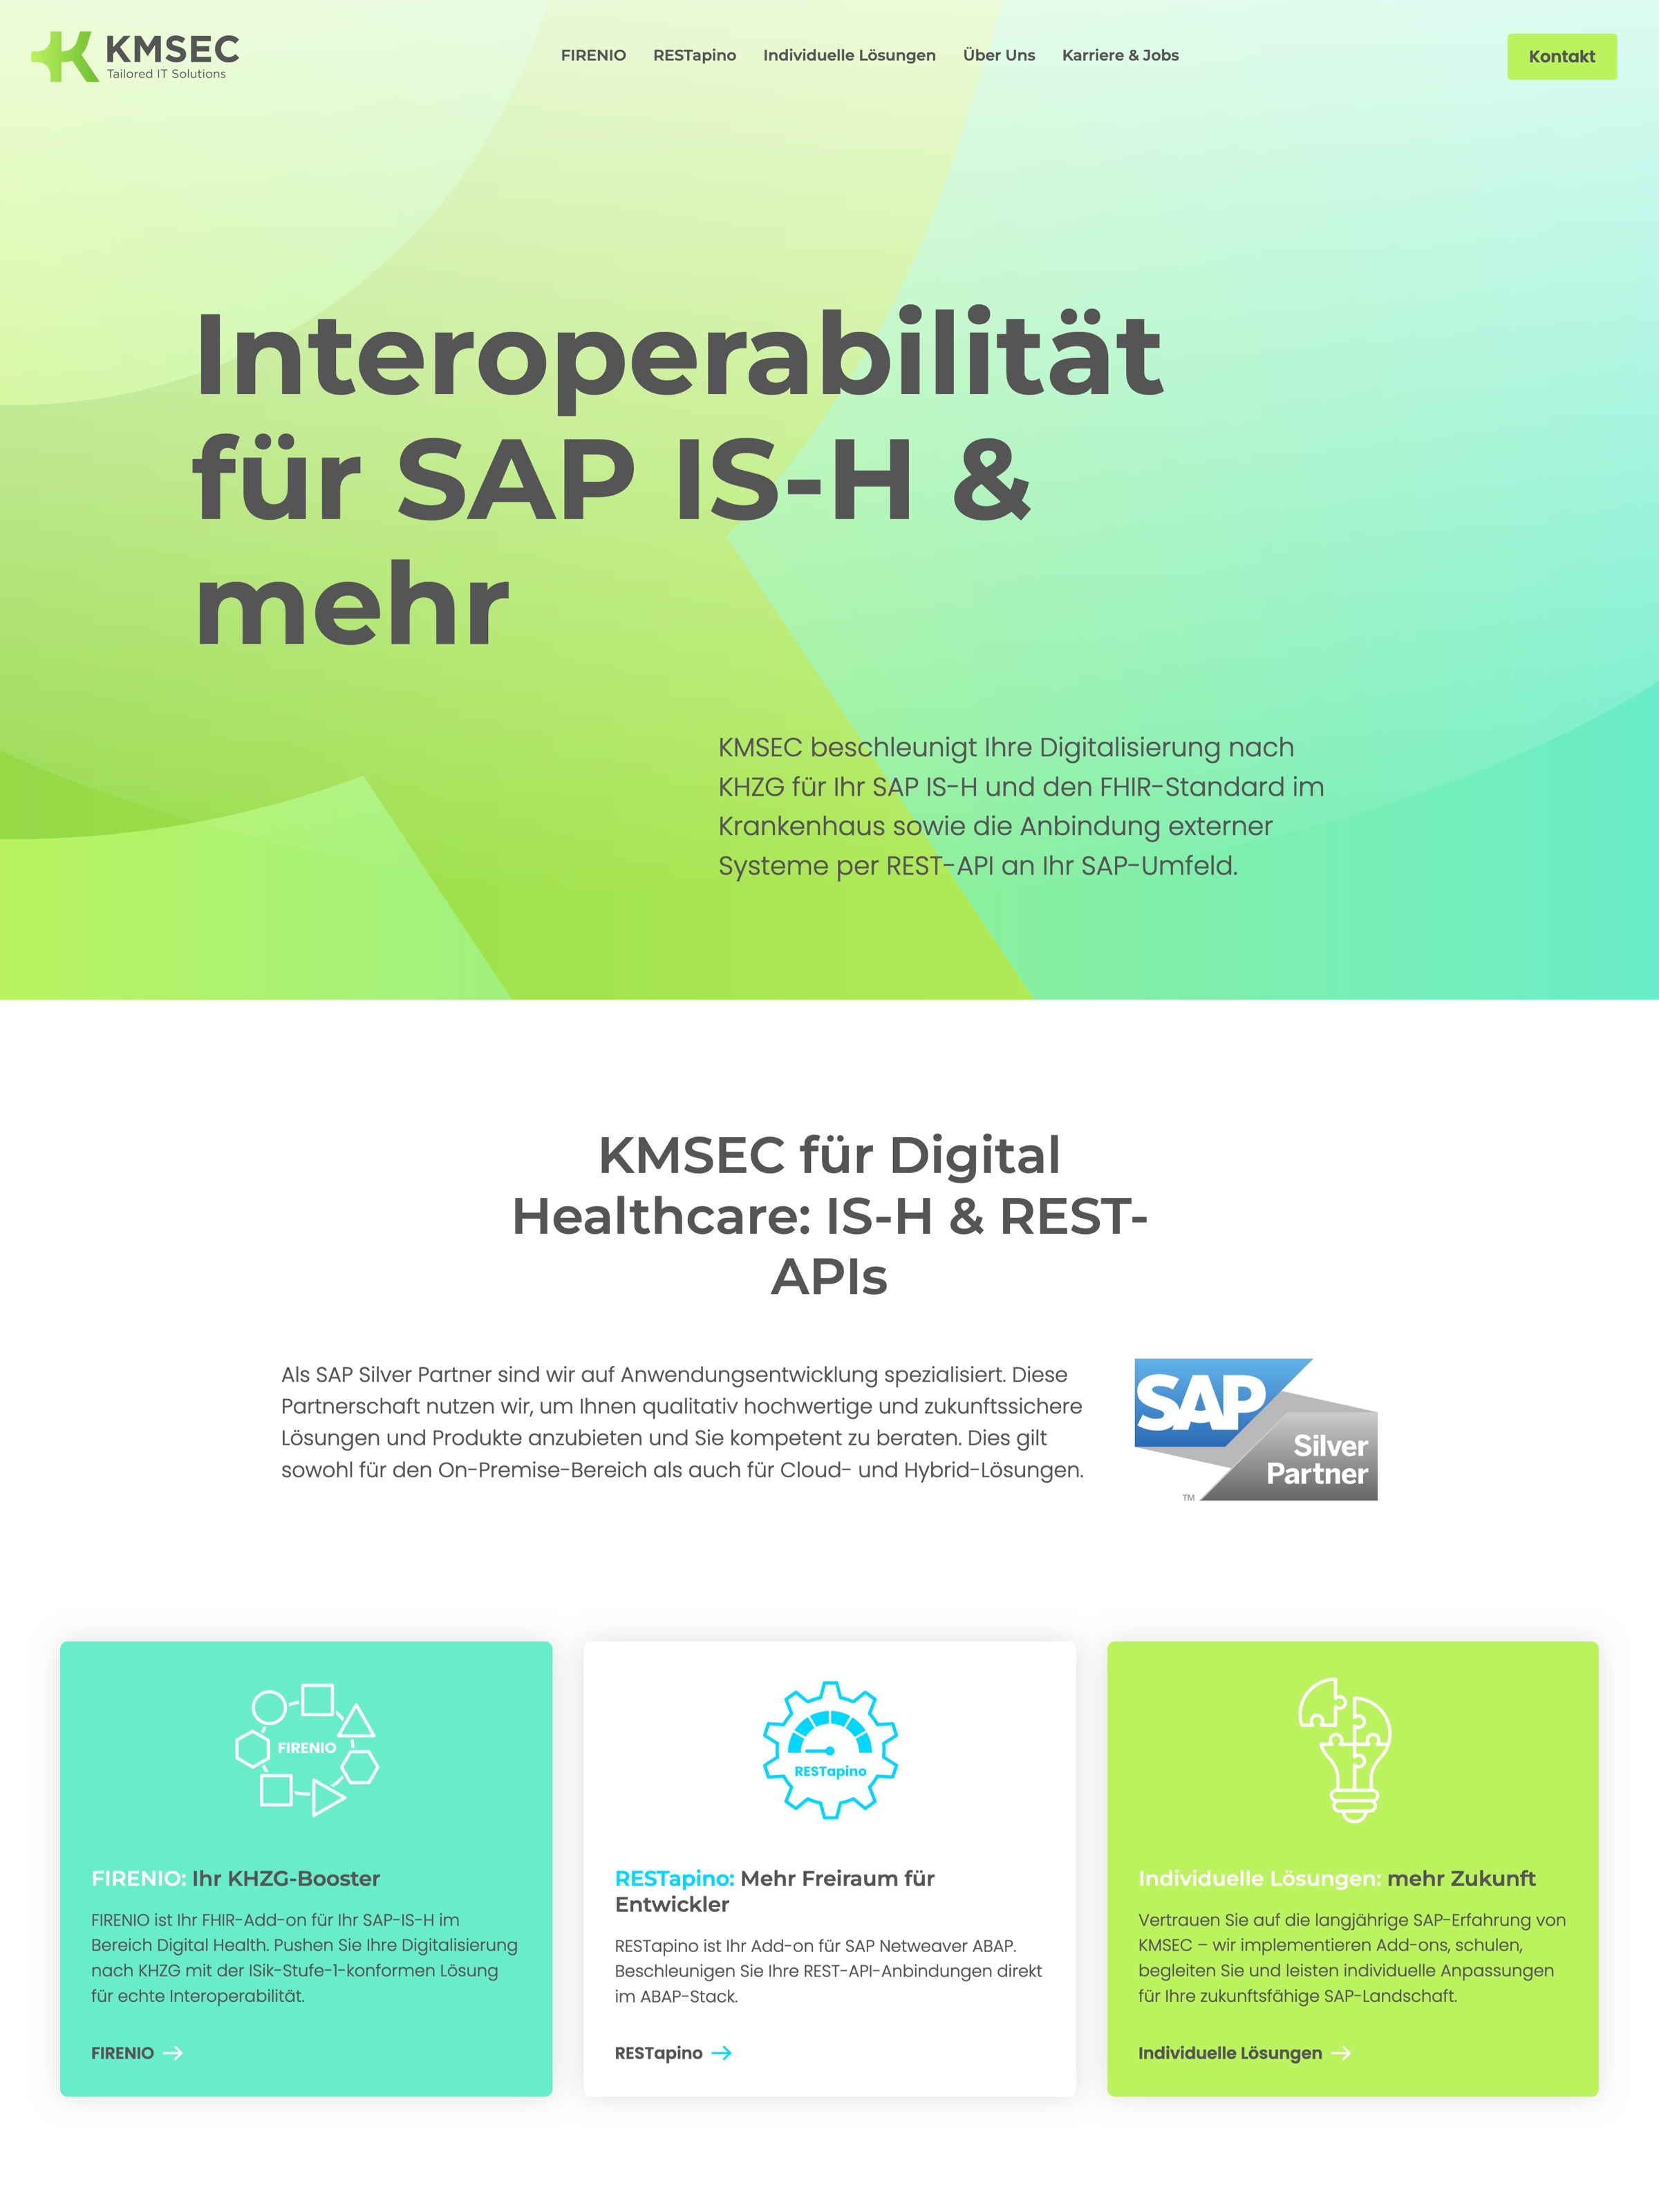 KMSEC
Tailored IT Solutions
FIRENIO RESTapino Individuelle Lösungen Über Uns Karriere & Jobs
Kontakt
Interoperabilität
für SAP IS-H &
mehr
KMSEC beschleunigt Ihre Digitalisierung nach
KHZG für Ihr SAP IS-H und den FHIR-Standard im
Krankenhaus sowie die Anbindung externer
Systeme per REST-API an Ihr SAP-Umfeld.
KMSEC für Digital
Healthcare: IS-H & REST-
APIs
Als SAP Silver Partner sind wir auf Anwendungsentwicklung spezialisiert. Diese
Partnerschaft nutzen wir, um Ihnen qualitativ hochwertige und zukunftssichere
Lösungen und Produkte anzubieten und Sie kompetent zu beraten. Dies gilt
sowohl für den On-Premise-Bereich als auch für Cloud- und Hybrid-Lösungen.
SAP
Silver
Partner
TM
FIRENIO
FIRENIO: Ihr KHZG-Booster
FIRENIO ist Ihr FHIR-Add-on für Ihr SAP-IS-H im
Bereich Digital Health. Pushen Sie Ihre Digitalisierung
nach KHZG mit der ISik-Stufe-1-konformen Lösung
für echte Interoperabilität.
FIRENIO →
RESTapino
RESTapino: Mehr Freiraum für
Entwickler
RESTapino ist Ihr Add-on für SAP Netweaver ABAP.
Beschleunigen Sie Ihre REST-API-Anbindungen direkt
im ABAP-Stack.
RESTapino →
Individuelle Lösungen: mehr Zukunft
Vertrauen Sie auf die langjährige SAP-Erfahrung von
KMSEC – wir implementieren Add-ons, schulen,
begleiten Sie und leisten individuelle Anpassungen
für Ihre zukunftsfähige SAP-Landschaft.
Individuelle Lösungen →